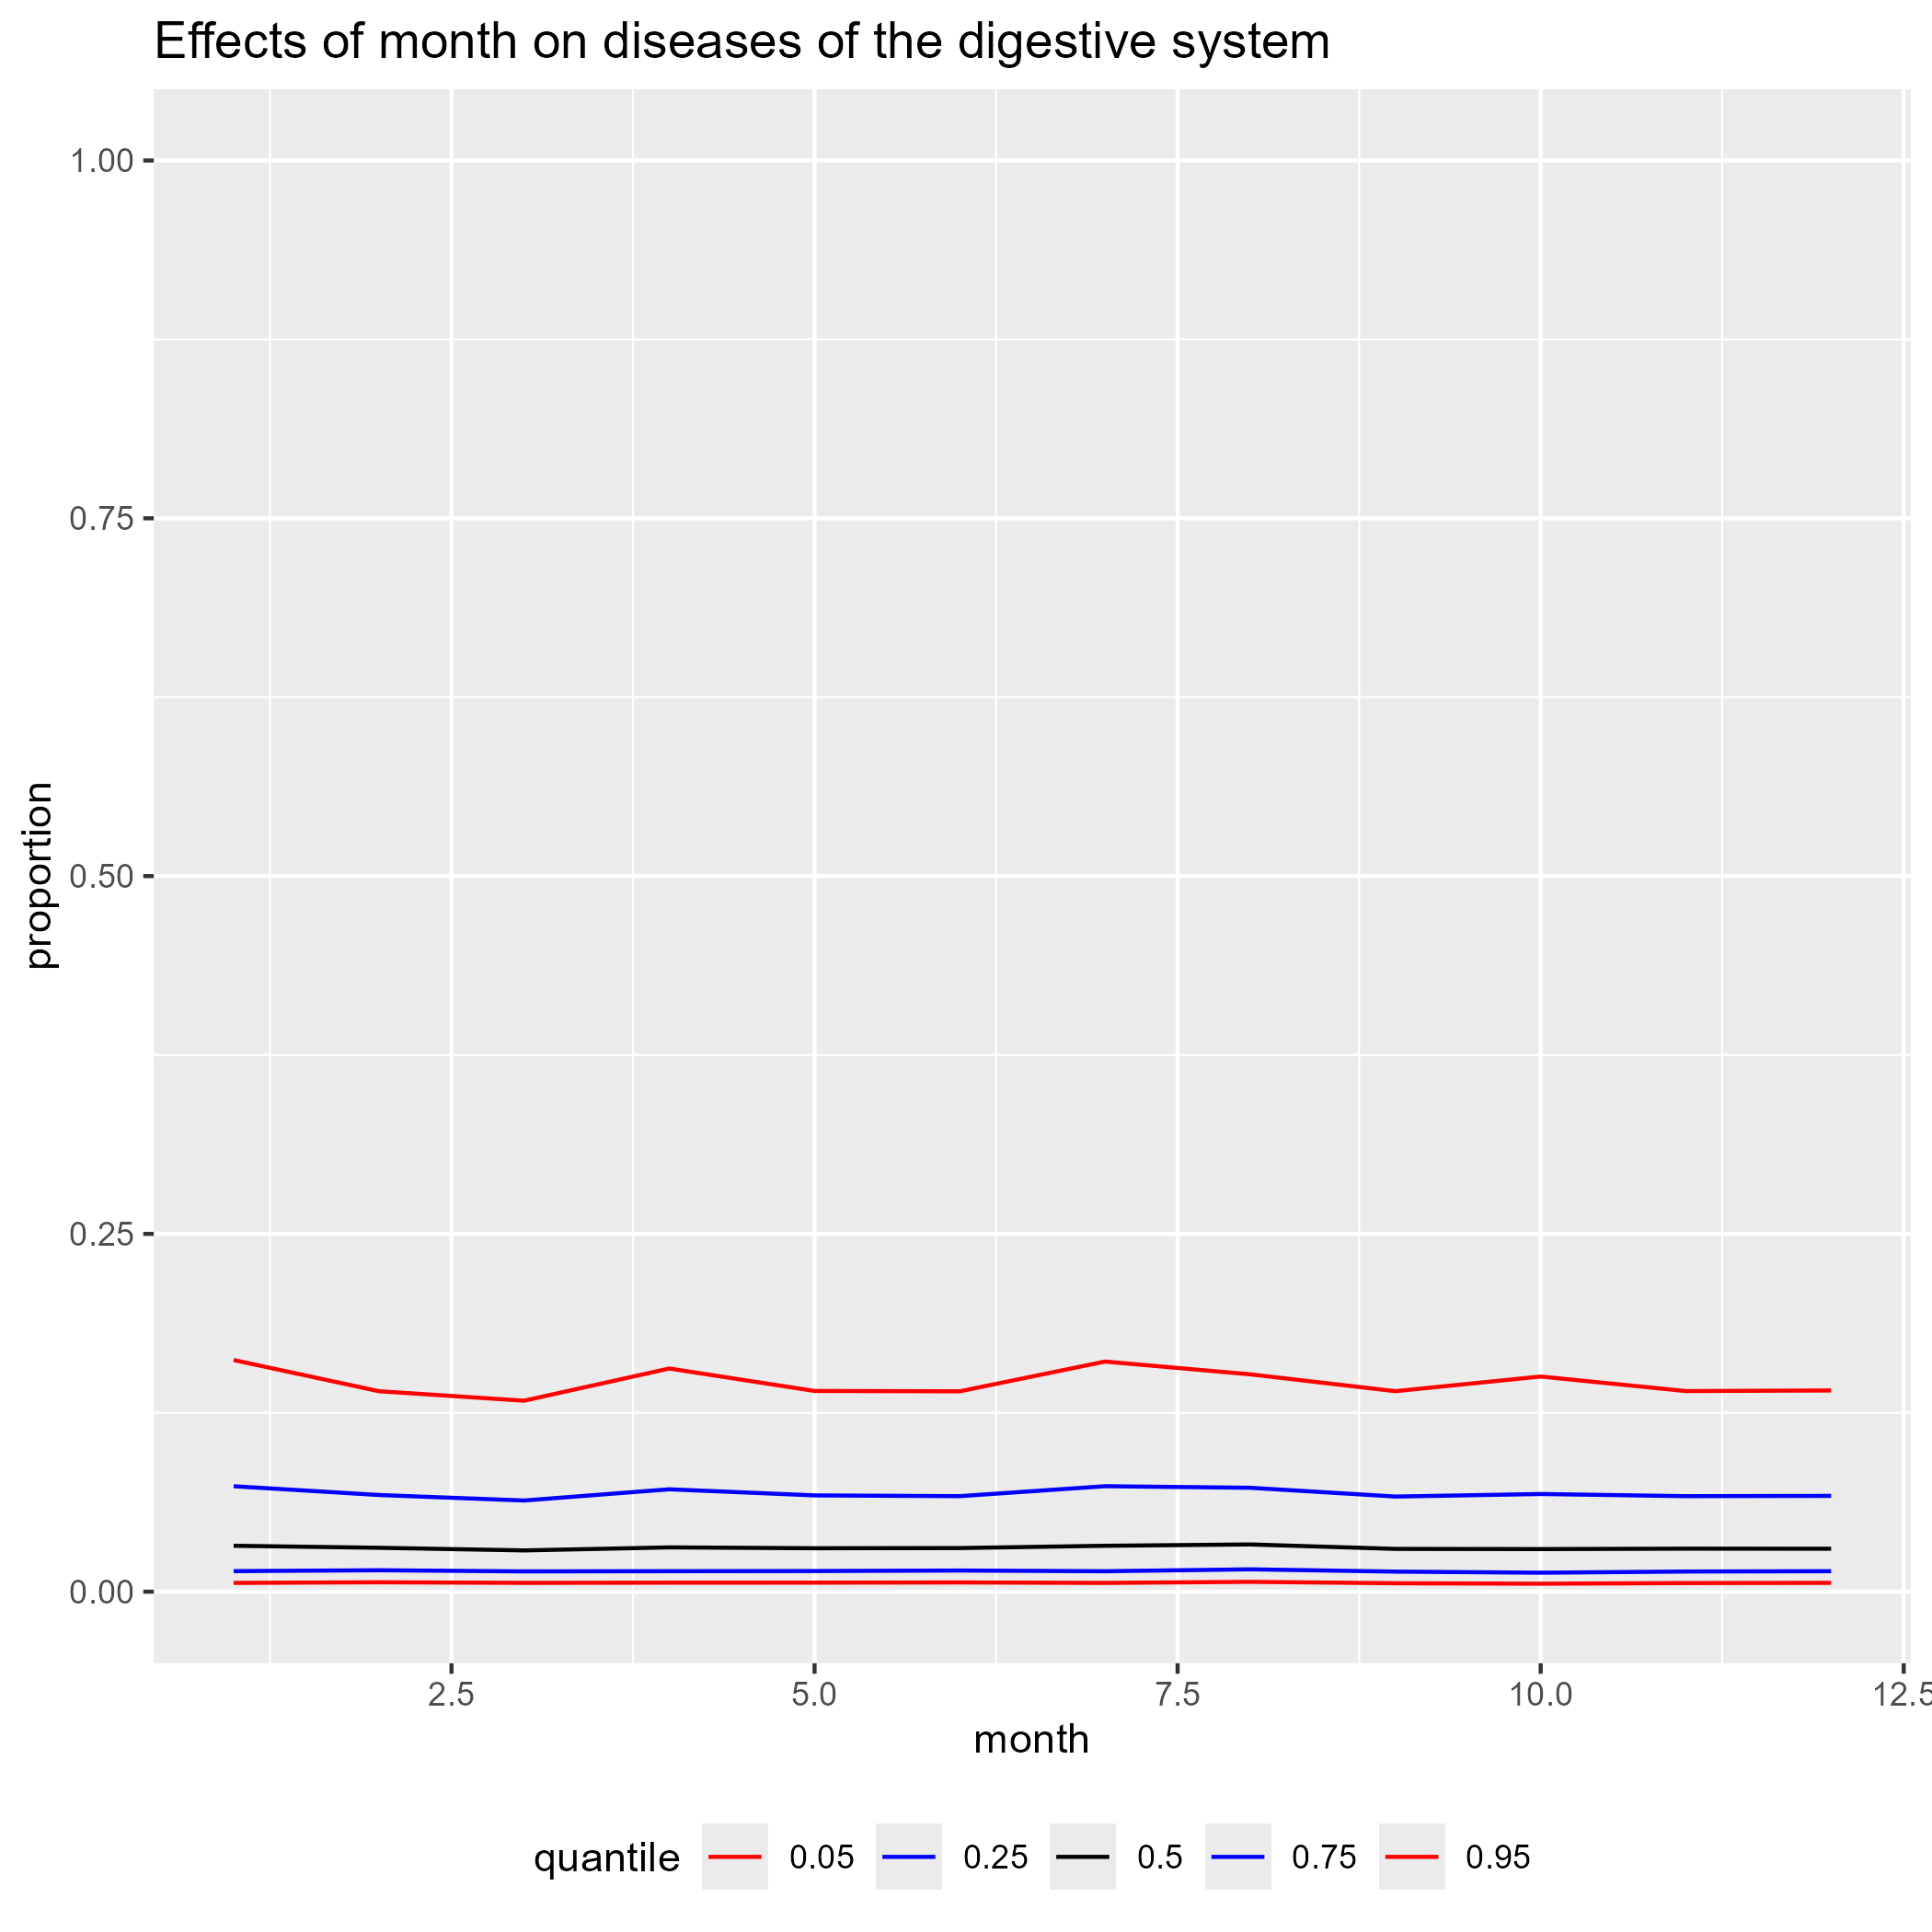 Effects of month on diseases of the digestive system
1.00
0.75
0.50
0.25
0.00
proportion
2.5 5.0 7.5 10.0 12.5
month
quantile 0.05 0.25 0.5 0.75 0.95